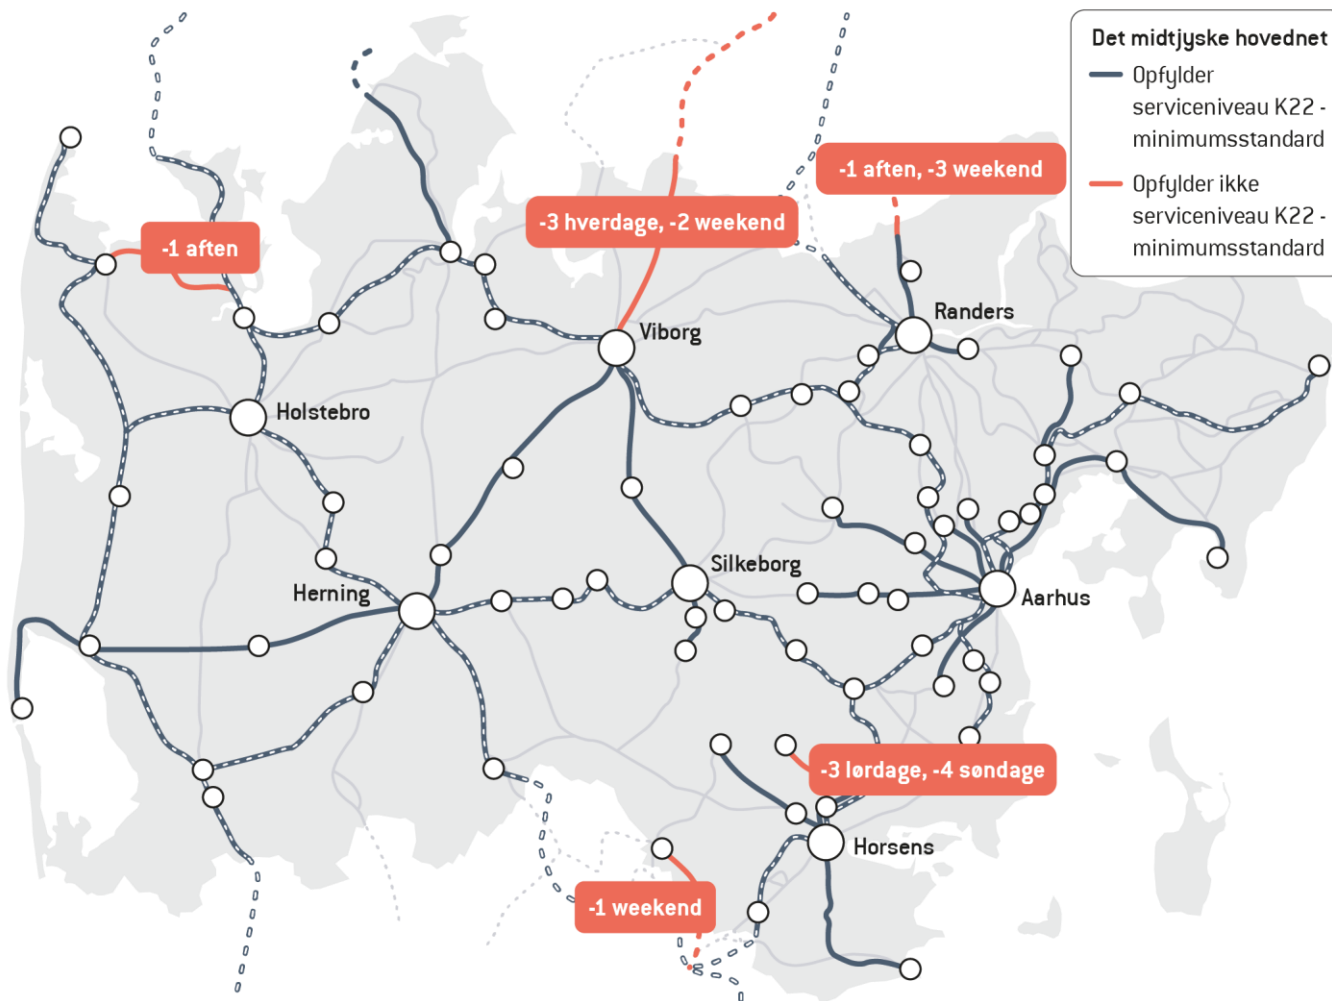 Det midtjyske hovednet
Opfylder
serviceniveau K22 -
minimumsstandard
Opfylder ikke
serviceniveau K22 -
minimumsstandard
-1 aften, -3 weekend
-3 hverdage, -2 weekend
-1 aften
Randers
Viborg
Holstebro
Silkeborg
Herning
Aarhus
-3 lørdage, -4 søndage
Horsens
-1 weekend